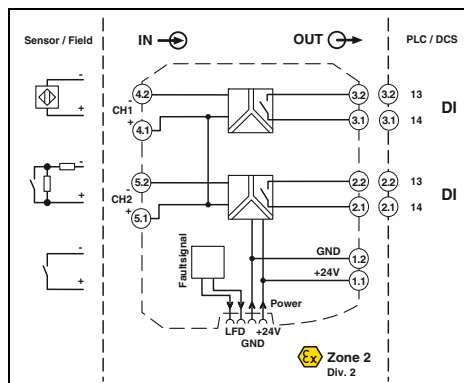 Sensor / Field IN OUT PLC / DCS
-
+
- 4.2 3.2 3.2 13
CH1 DI
+ 4.1 3.1 3.1 14
-
+
5.2 2.2 2.2 13
- CH2 DI
+ 5.1 2.1 2.1 14
-
+
Faultsignal
GND 1.2
+24V 1.1
Power
LFD +24V
GND
Ex Zone 2
Div. 2